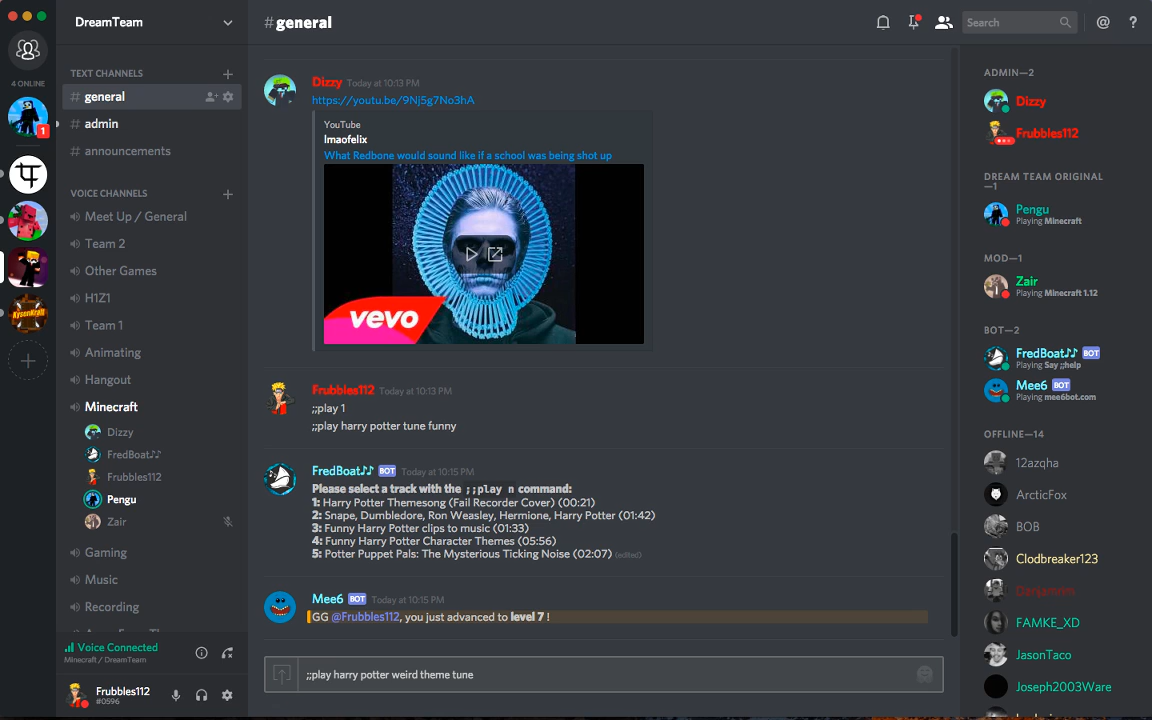 DreamTeam
4 ONLINE
1
TEXT CHANNELS
# general
# admin
# announcements
VOICE CHANNELS
Meet Up / General
Team 2
Other Games
H1Z1
Team 1
Animating
Hangout
Minecraft
Dizzy
FredBoat♪♪
Frubbles112
Pengu
Zair
Gaming
Music
Recording
KysenKraft
Voice Connected
Minecraft / DreamTeam
Frubbles112
#0596
#general
Search
@ ?
Dizzy Today at 10:13 PM
https://youtu.be/9Nj5g7No3hA
YouTube
lmaofelix
What Redbone would sound like if a school was being shot up
vevo
Frubbles112 Today at 10:13 PM
;;play 1
;;play harry potter tune funny
FredBoat♪♪ BOT Today at 10:15 PM
Please select a track with the ;;play n command:
1: Harry Potter Themesong (Fail Recorder Cover) (00:21)
2: Snape, Dumbledore, Ron Weasley, Hermione, Harry Potter (01:42)
3: Funny Harry Potter clips to music (01:33)
4: Funny Harry Potter Character Themes (05:56)
5: Potter Puppet Pals: The Mysterious Ticking Noise (02:07) (edited)
Mee6 BOT Today at 10:15 PM
GG @Frubbles112, you just advanced to level 7 !
;;play harry potter weird theme tune
ADMIN—2
Dizzy
Frubbles112
DREAM TEAM ORIGINAL
—1
Pengu
Playing Minecraft
MOD—1
Zair
Playing Minecraft 1.12
BOT—2
FredBoat♪♪ BOT
Playing Say ;;help
Mee6 BOT
Playing mee6bot.com
OFFLINE—14
12azqha
ArcticFox
BOB
Clodbreaker123
FAMKE_XD
JasonTaco
Joseph2003Ware